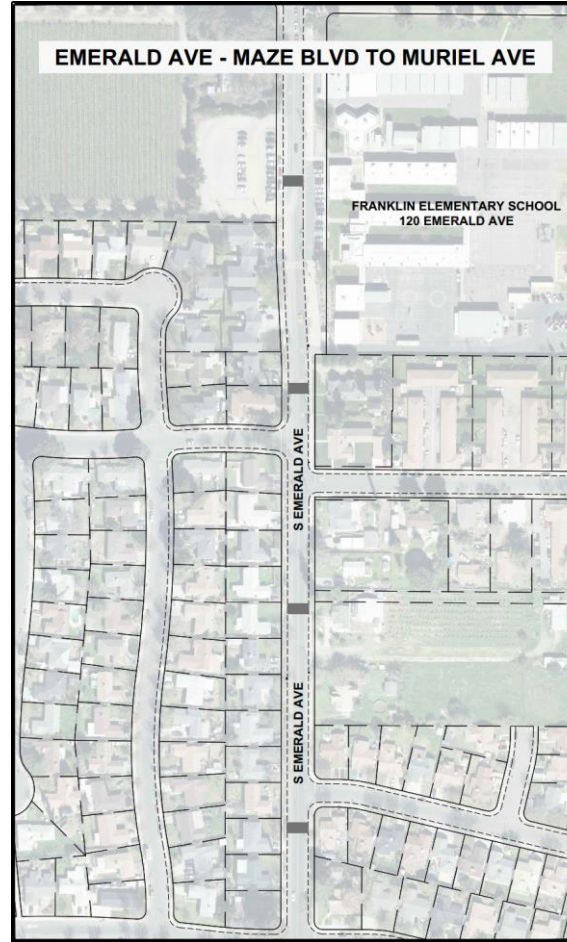 EMERALD AVE - MAZE BLVD TO MURIEL AVE
FRANKLIN ELEMENTARY SCHOOL
120 EMERALD AVE
S EMERALD AVE
S EMERALD AVE